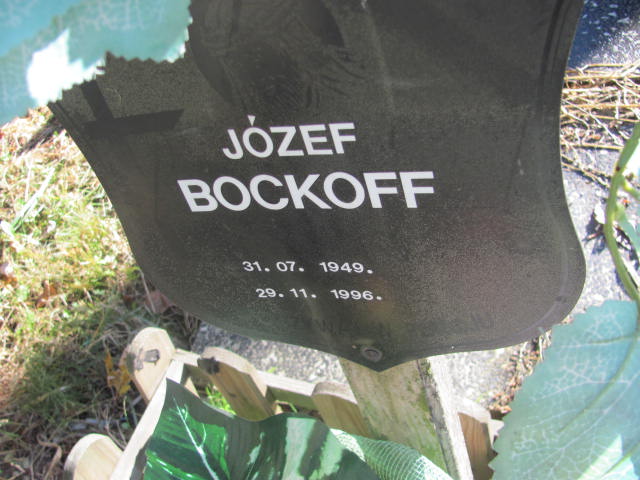 JÓZEF
BOCKOFF
31. 07. 1949.
29. 11. 1996.